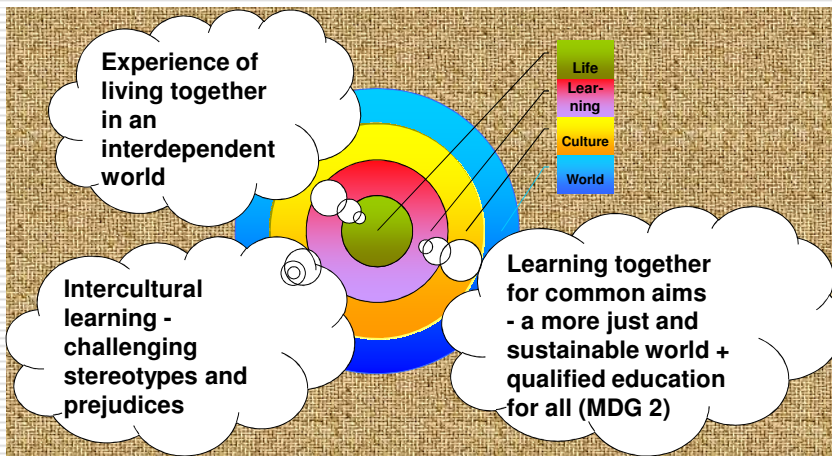 Experience of
living together
in an
interdependent
world
Life
Lear-
ning
Culture
World
Intercultural
learning -
challenging
stereotypes and
prejudices
Learning together
for common aims
- a more just and
sustainable world +
qualified education
for all (MDG 2)